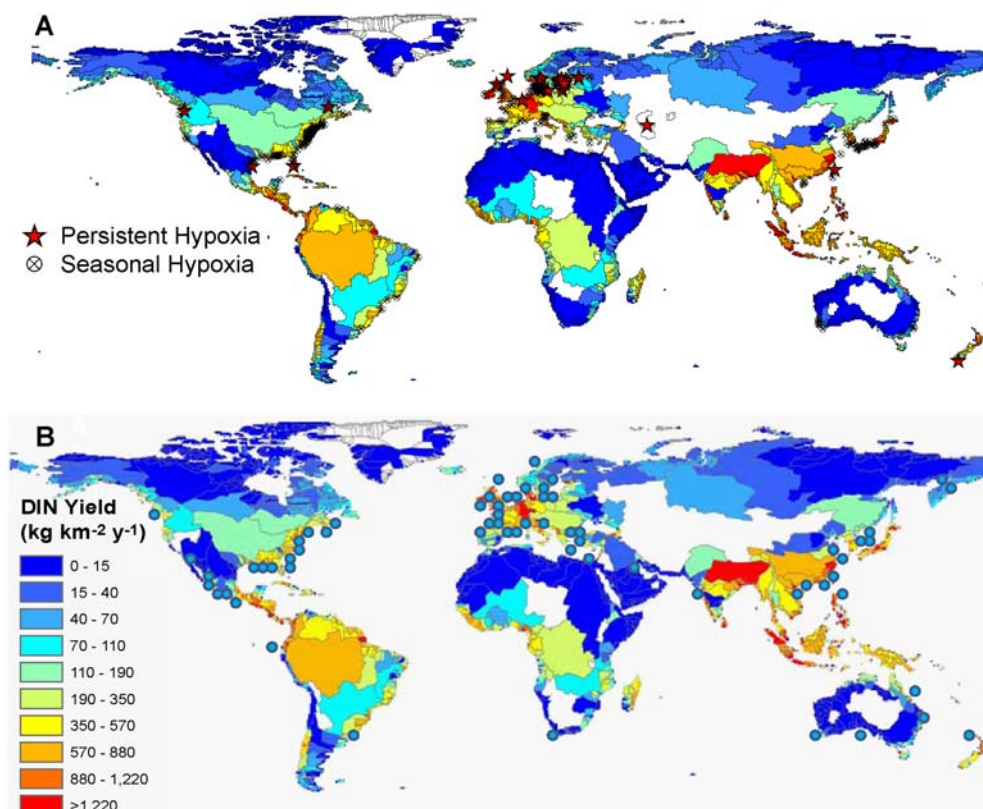 A
Persistent Hypoxia
Seasonal Hypoxia
B
A
DIN Yield
(kg km-2 y-1)
0 - 15
15 - 40
40 - 70
70 - 110
110 - 190
190 - 350
350 - 570
570 - 880
880 - 1,220
>1,220